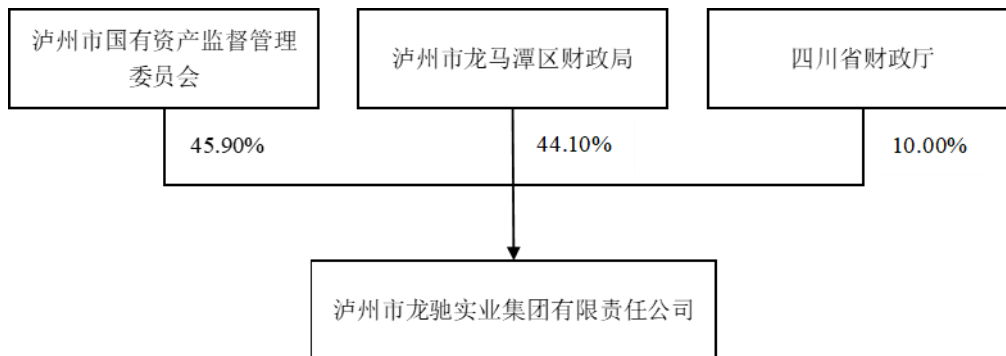 泸州市国有资产监督管理
委员会
泸州市龙马潭区财政局
四川省财政厅
45.90%
44.10%
10.00%
泸州市龙驰实业集团有限责任公司